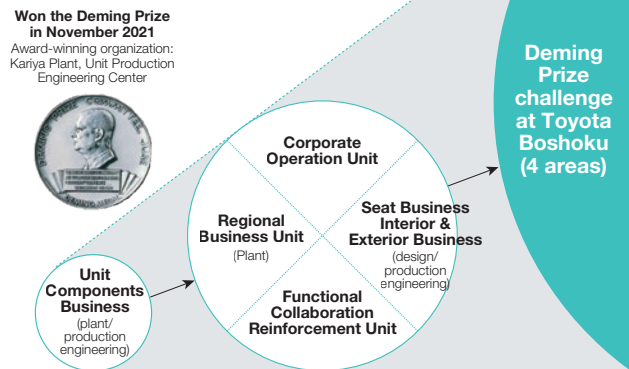 Won the Deming Prize
in November 2021
Award-winning organization:
Kariya Plant, Unit Production
Engineering Center
Unit
Components
Business
(plant/
production
engineering)
Corporate
Operation Unit
Regional
Business Unit
(Plant)
Seat Business
Interior &
Exterior Business
(design/
production
engineering)
Functional
Collaboration
Reinforcement Unit
Deming
Prize
challenge
at Toyota
Boshoku
(4 areas)